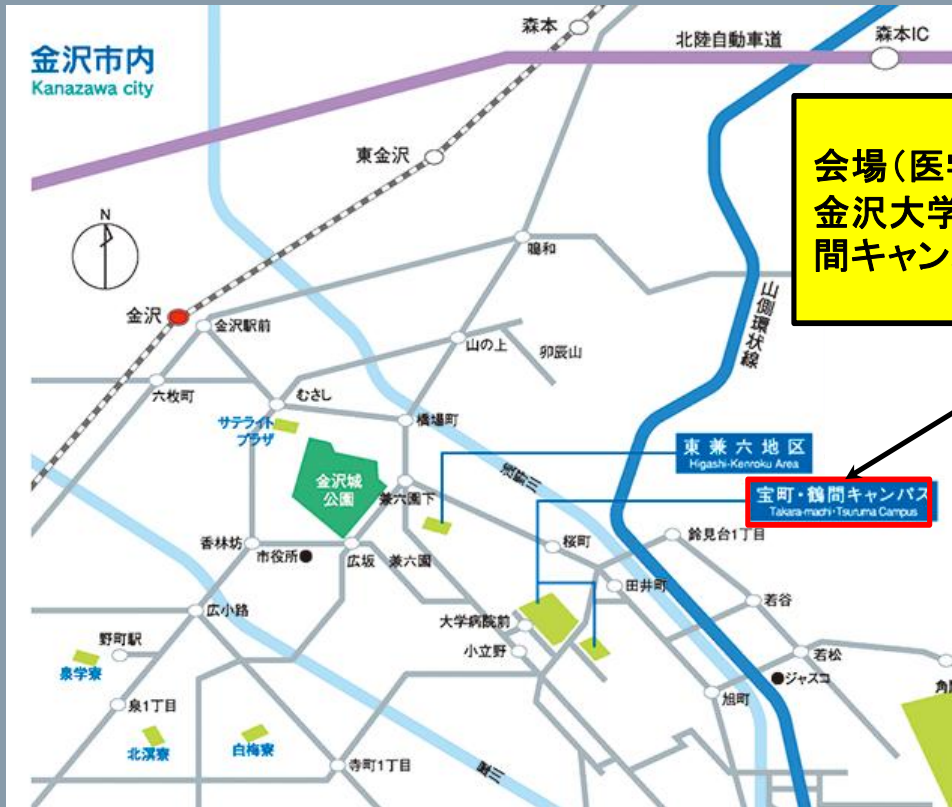 金沢市内
Kanazawa city
森本
北陸自動車道
森本IC
東金沢
会場(医学
金沢大学
間キャン
N
鳴和
山側環状線
金沢
金沢駅前
山の上
卯辰山
六枚町
むさし
サテライト
プラザ
橋場町
東兼六地区
Higashi-Kenroku Area
金沢城
公園
浅野川
兼六園下
宝町・鶴間キャンパス
Takara-machi・Tsuruma Campus
香林坊
市役所●
広坂
兼六園
桜町
鈴見台1丁目
田井町
若谷
広小路
大学病院前
野町駅
小立野
若松
泉学寮
●ジャスコ
旭町
泉1丁目
北溟寮
白梅寮
寺町1丁目
犀川